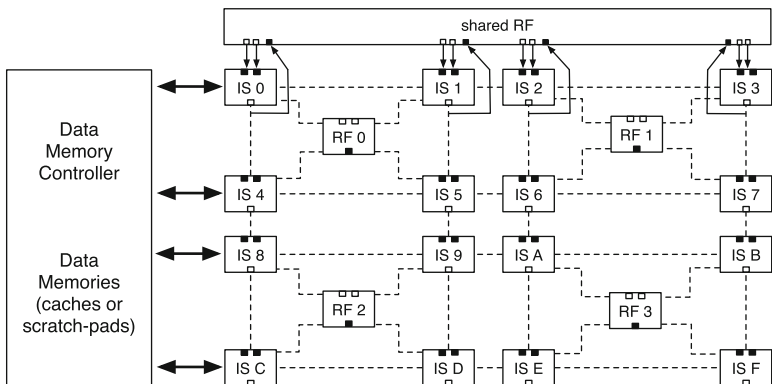 shared RF
IS 0
IS 1
IS 2
IS 3
Data
Memory
Controller
RF 0
RF 1
IS 4
IS 5
IS 6
IS 7
IS 8
IS 9
IS A
IS B
Data
Memories
(caches or
scratch-pads)
RF 2
RF 3
IS C
IS D
IS E
IS F